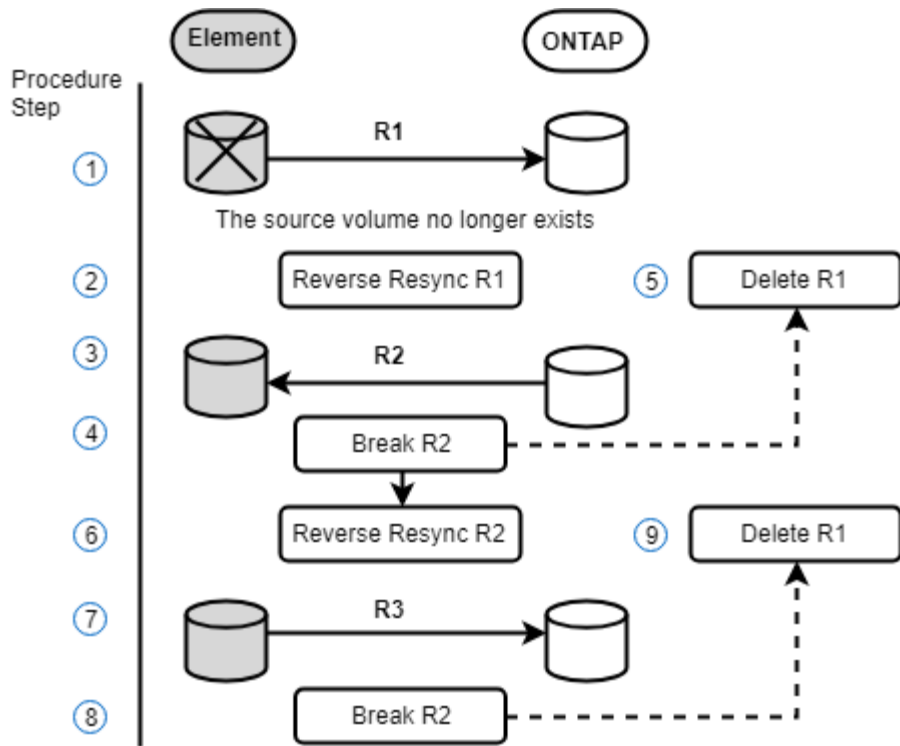 Element
ONTAP
Procedure
Step
R1
1
The source volume no longer exists
2
Reverse Resync R1
5
Delete R1
3
R2
4
Break R2
6
Reverse Resync R2
9
Delete R1
7
R3
8
Break R2